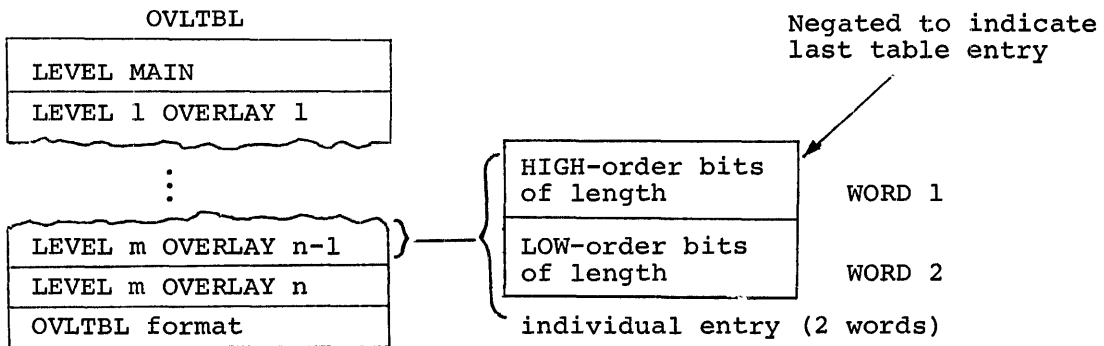 OVLTBL
LEVEL MAIN
LEVEL 1 OVERLAY 1
LEVEL m OVERLAY n-1
LEVEL m OVERLAY n
OVLTBL format
Negated to indicate
last table entry
HIGH-order bits
of length
WORD 1
LOW-order bits
of length
WORD 2
individual entry (2 words)